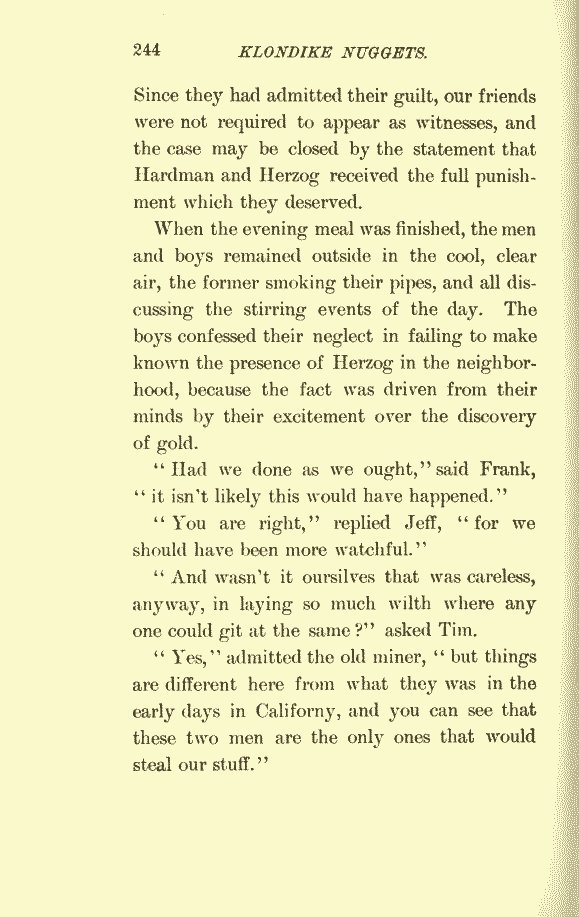 244 KLONDIKE NUGGETS.
Since they had admitted their guilt, our friends
were not required to appear as witnesses, and
the case may be closed by the statement that
Hardman and Herzog received the full punish-
ment which they deserved.
When the evening meal was finished, the men
and boys remained outside in the cool, clear
air, the former smoking their pipes, and all dis-
cussing the stirring events of the day. The
boys confessed their neglect in failing to make
known the presence of Herzog in the neighbor-
hood, because the fact was driven from their
minds by their excitement over the discovery
of gold.
“Had we done as we ought,” said Frank,
“it isn't likely this would have happened.”
“You are right,” replied Jeff, “for we
should have been more watchful.”
“And wasn't it oursilves that was careless,
anyway, in laying so much wilth where any
one could git at the same?” asked Tim.
“Yes,” admitted the old miner, “but things
are different here from what they was in the
early days in Californy, and you can see that
these two men are the only ones that would
steal our stuff.”